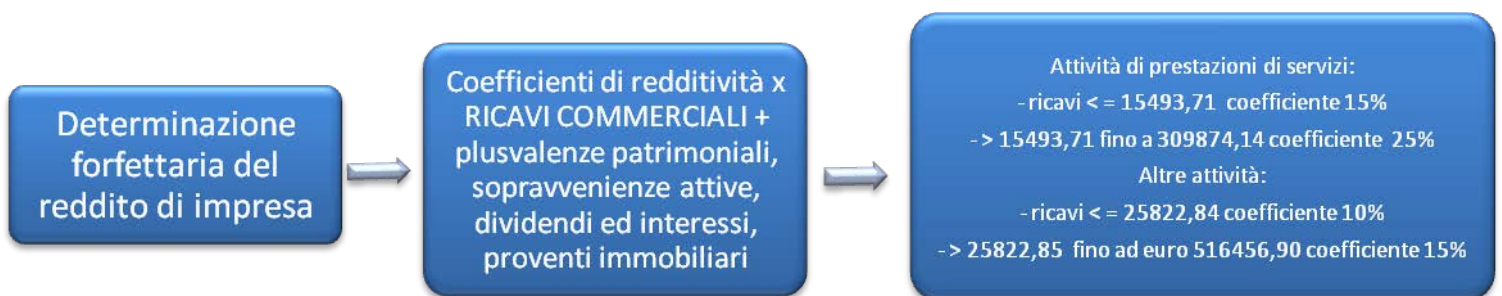 Determinazione
forfettaria del
reddito di impresa
Coefficienti di redditività x
RICAVI COMMERCIALI +
plusvalenze patrimoniali,
sopravvenienze attive,
dividendi ed interessi,
proventi immobiliari
Attività di prestazioni di servizi:
- ricavi < = 15493,71 coefficiente 15%
- > 15493,71 fino a 309874,14 coefficiente 25%
Altre attività:
- ricavi < = 25822,84 coefficiente 10%
- > 25822,85 fino ad euro 516456,90 coefficiente 15%